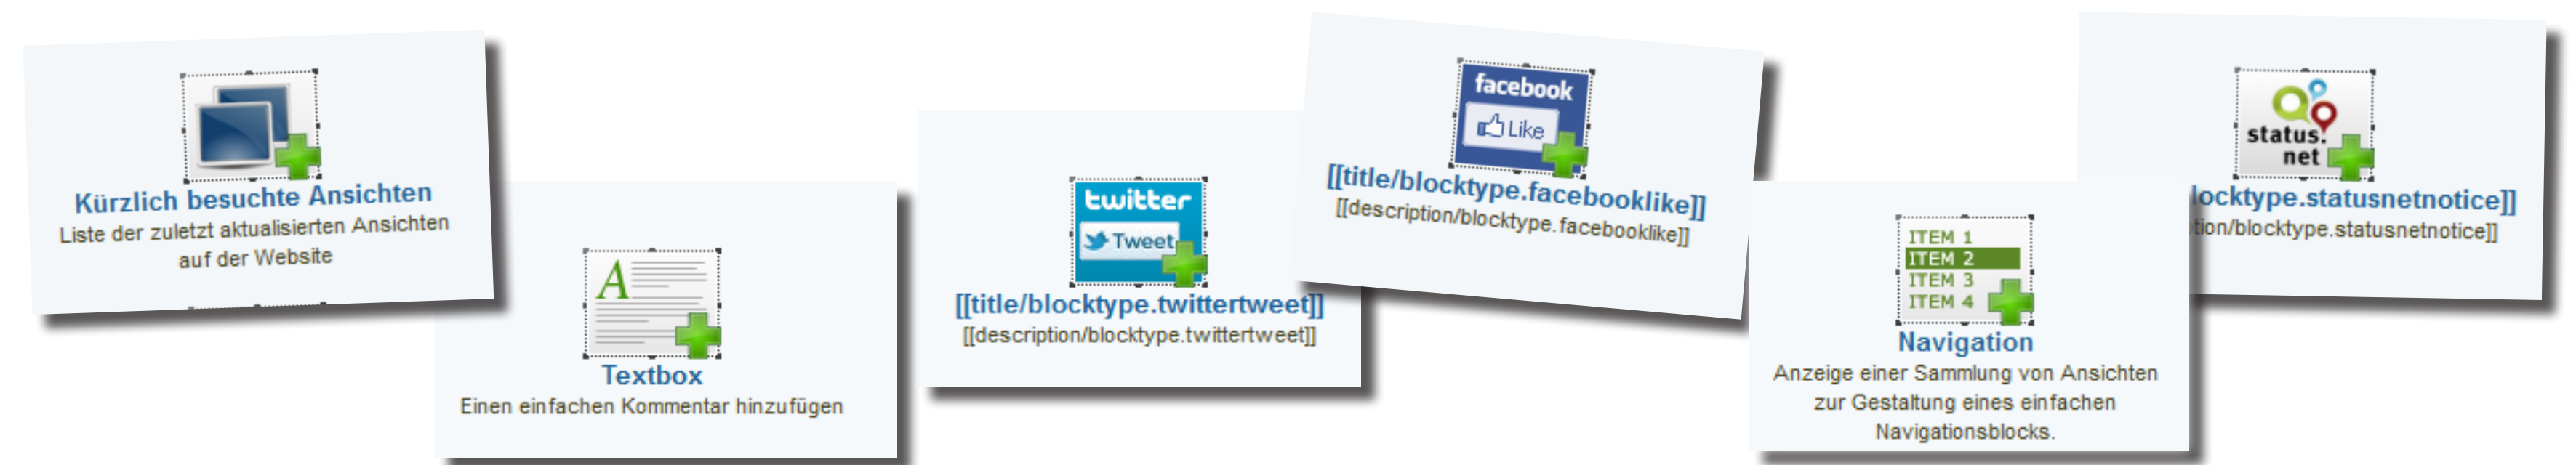 Kürzlich besuchte Ansichten
Liste der zuletzt aktualisierten Ansichten
auf der Website
A
Textbox
Einen einfachen Kommentar hinzufügen
twitter
Tweet
[[title/blocktype.twittertweet]]
[[description/blocktype.twittertweet]]
facebook
Like
[[title/blocktype.facebooklike]]
[[description/blocktype.facebooklike]]
ITEM 1
ITEM 2
ITEM 3
ITEM 4
Navigation
Anzeige einer Sammlung von Ansichten
zur Gestaltung eines einfachen
Navigationsblocks.
status.
net
locktype.statusnetnotice]]
tion/blocktype.statusnetnotice]]